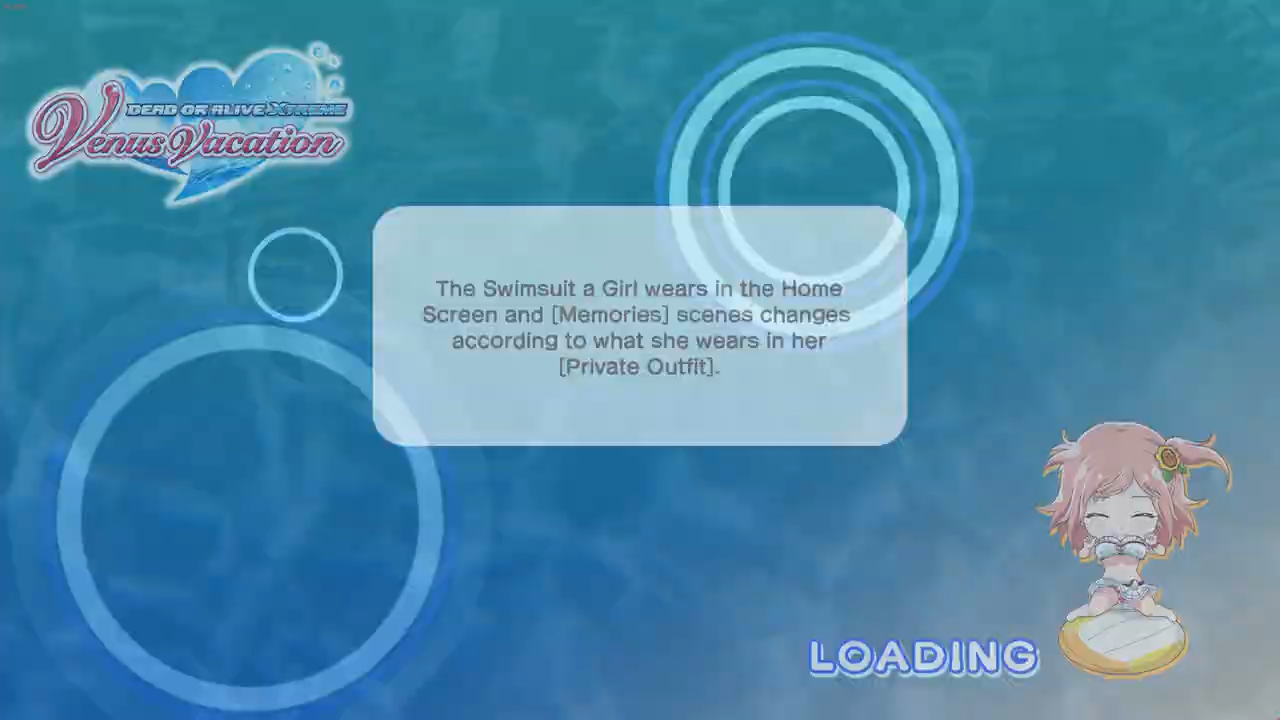 DEAD OR ALIVE XTREME
Venus Vacation
The Swimsuit a Girl wears in the Home
Screen and [Memories] scenes changes
according to what she wears in her
[Private Outfit].
LOADING